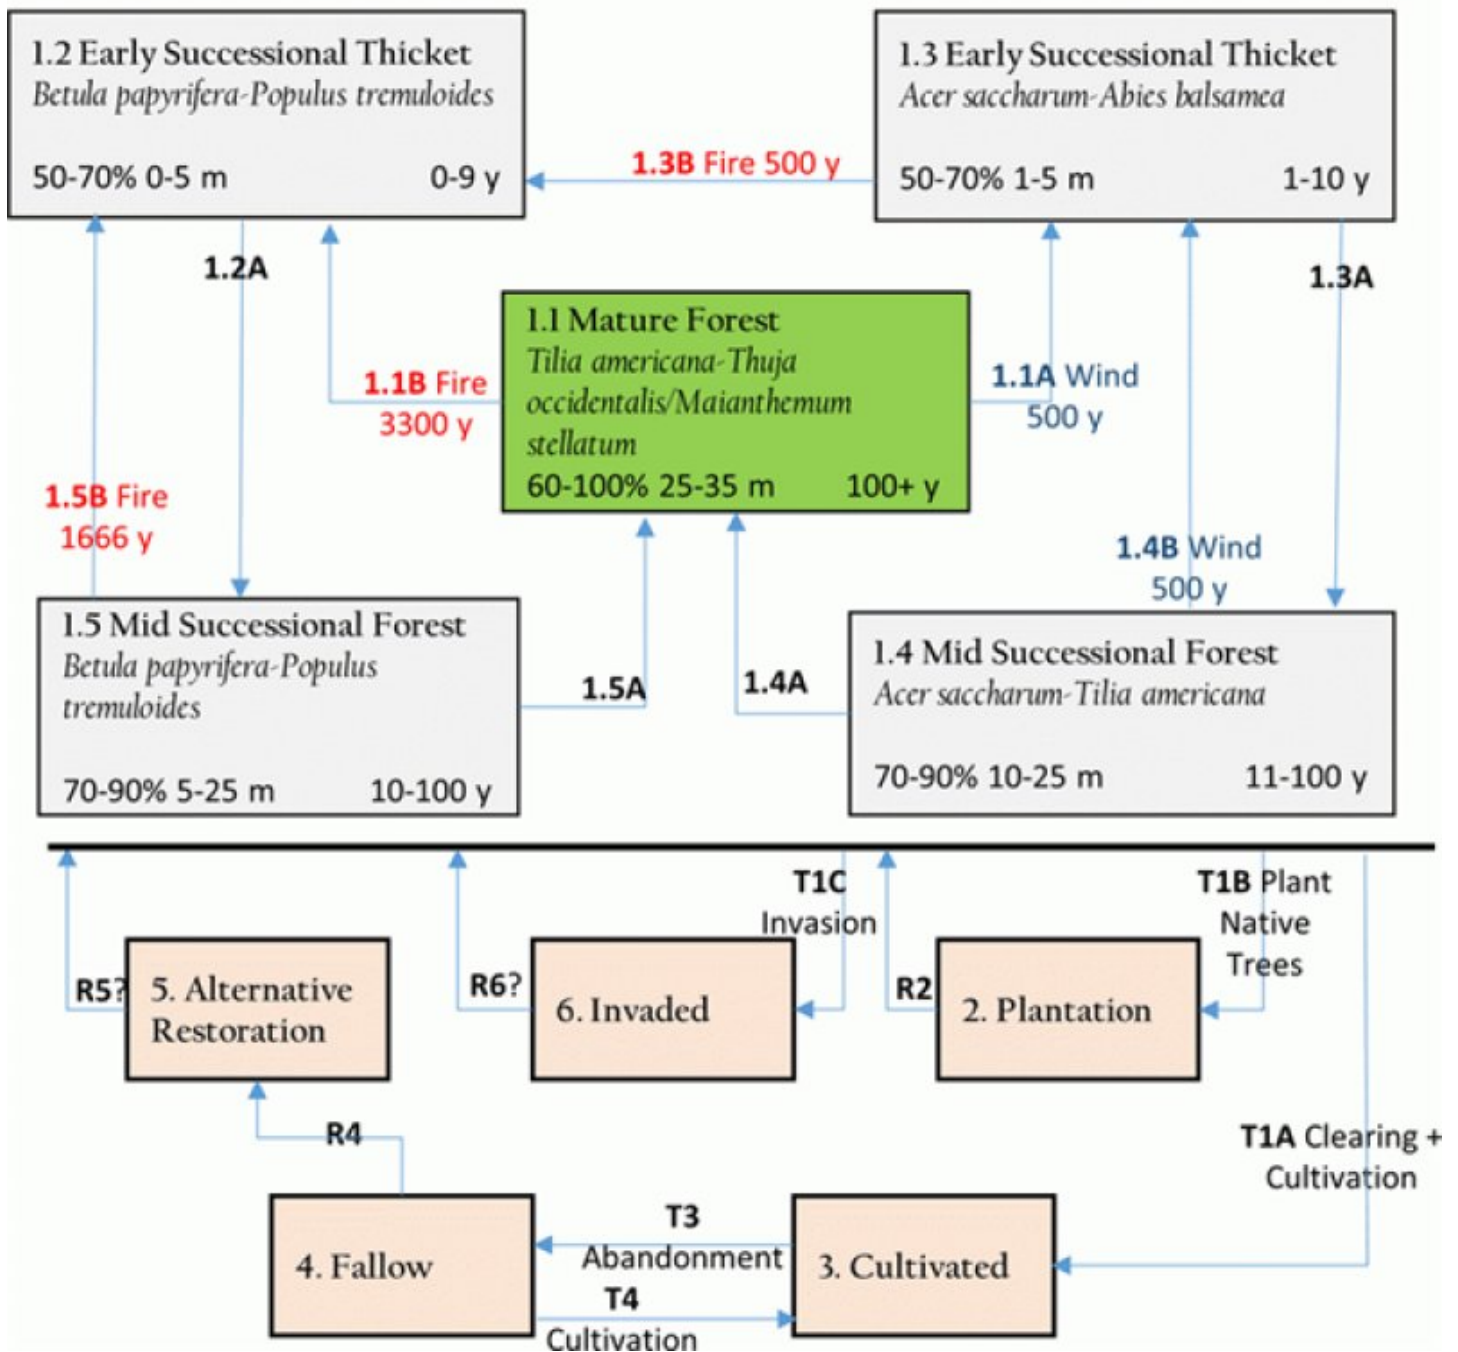 1.2 Early Successional Thicket
Betula papyrifera-Populus tremuloides
50-70% 0-5 m 0-9 y
1.3 Early Successional Thicket
Acer saccharum-Abies balsamea
50-70% 1-5 m 1-10 y
1.3B Fire 500 y
1.2A
1.3A
1.1 Mature Forest
Tilia americana-Thuja
occidentalis/Maianthemum
stellatum
60-100% 25-35 m 100+ y
1.1B Fire
3300 y
1.1A Wind
500 y
1.5B Fire
1666 y
1.4B Wind
500 y
1.5 Mid Successional Forest
Betula papyrifera-Populus
tremuloides
70-90% 5-25 m 10-100 y
1.5A
1.4A
1.4 Mid Successional Forest
Acer saccharum-Tilia americana
70-90% 10-25 m 11-100 y
T1C
Invasion
T1B Plant
Native
Trees
R5?
5. Alternative
Restoration
R6?
6. Invaded
R2
2. Plantation
R4
T1A Clearing +
Cultivation
4. Fallow
T3
Abandonment
T4
Cultivation
3. Cultivated